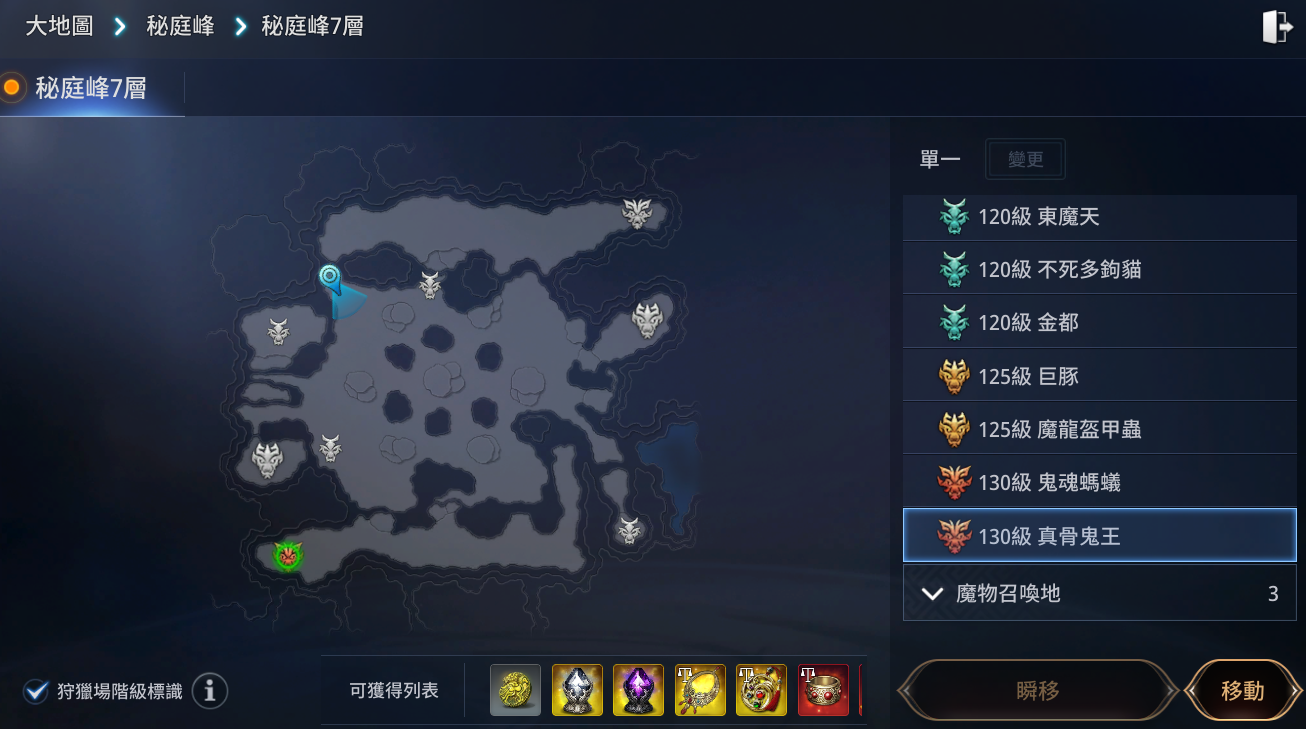 大地圖 秘庭峰 秘庭峰7層
秘庭峰7層
單一 變更
120級 東魔天
120級 不死多鉤貓
120級 金都
125級 巨豚
125級 魔龍盔甲蟲
130級 鬼魂螞蟻
130級 真骨鬼王
魔物召喚地 3
狩獵場階級標識
可獲得列表
瞬移 移動